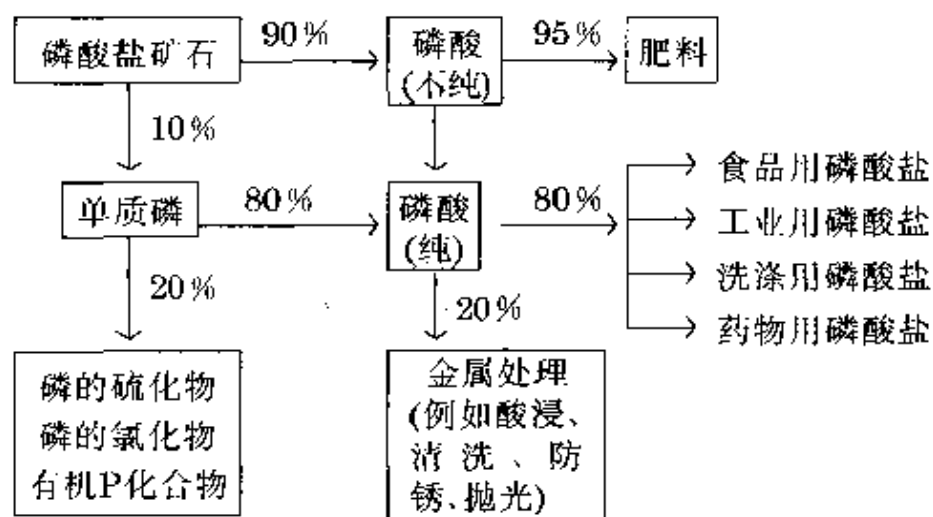 磷酸盐矿石
90%
磷酸
(不纯)
95%
肥料
10%
单质磷
80%
磷酸
(纯)
80%
食品用磷酸盐
工业用磷酸盐
洗涤用磷酸盐
药物用磷酸盐
20%
20%
磷的硫化物
磷的氯化物
有机P化合物
金属处理
(例如酸浸、
清洗、防
锈、抛光)